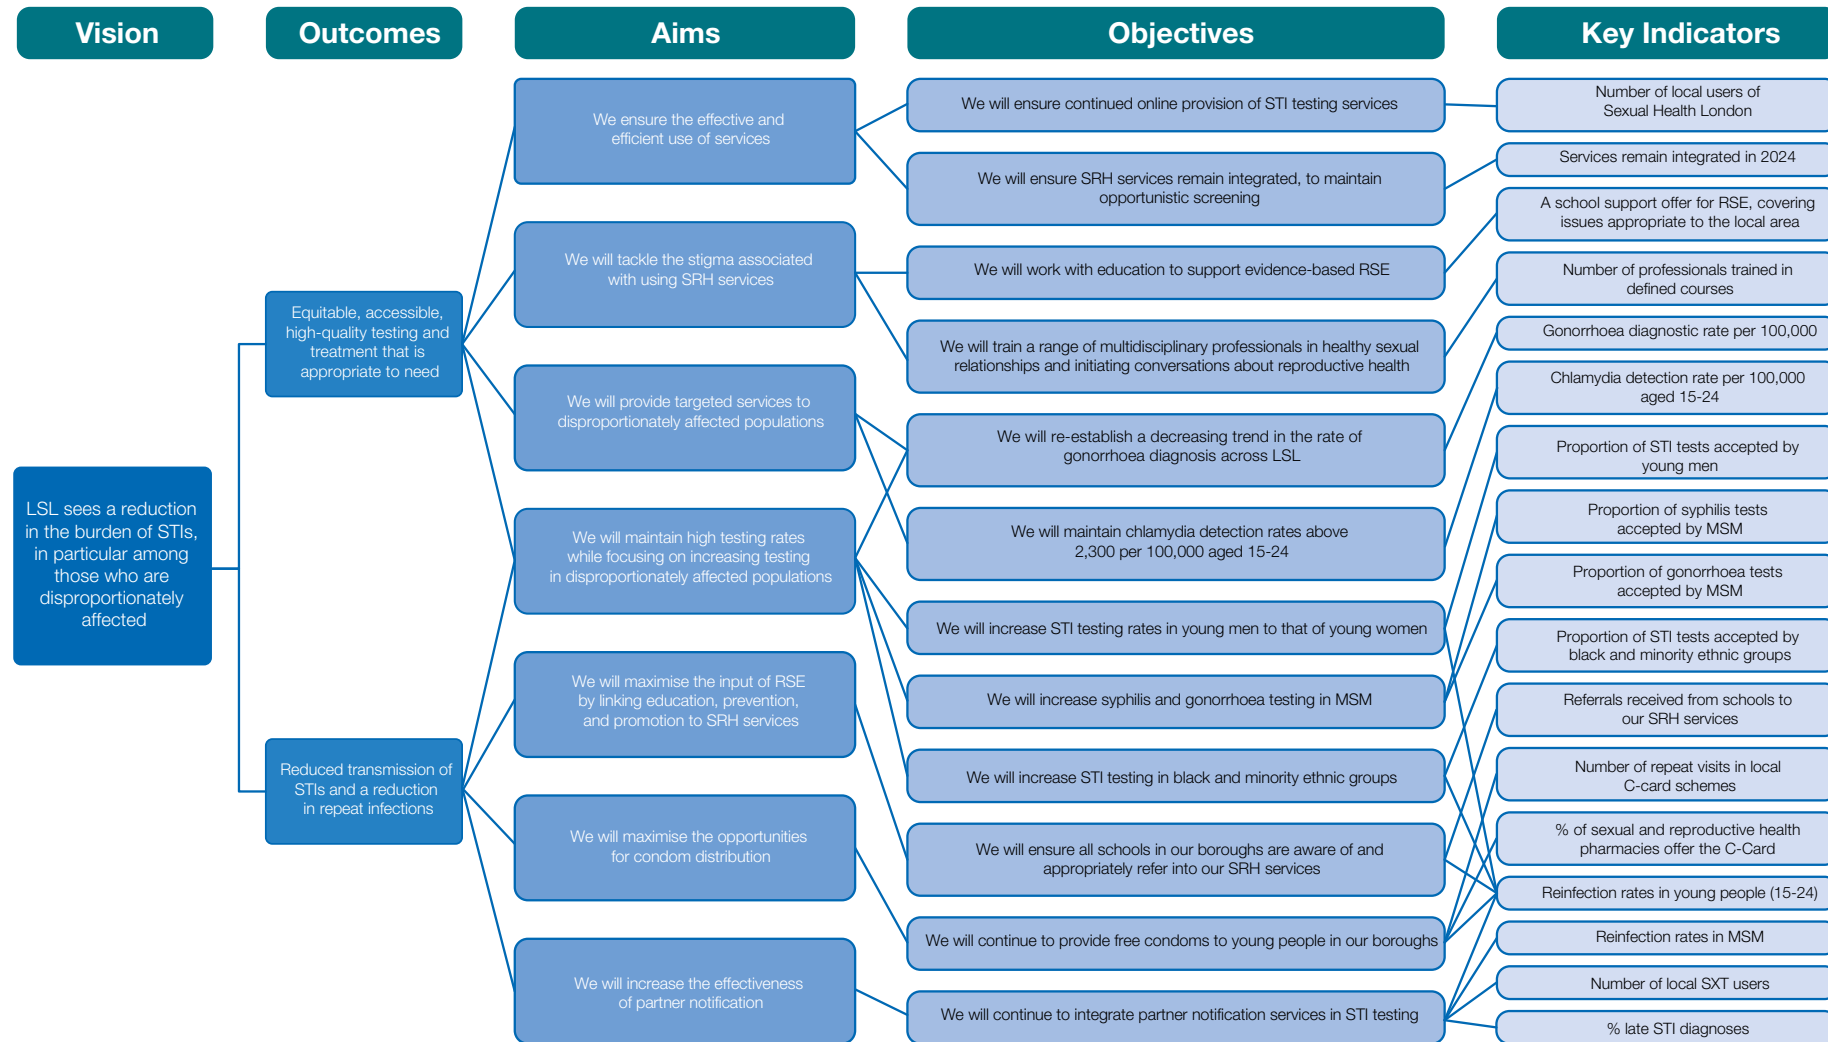 Vision
Outcomes
Aims
Objectives
Key Indicators
LSL sees a reduction
in the burden of STIs,
in particular among
those who are
disproportionately
affected
Equitable, accessible,
high-quality testing and
treatment that is
appropriate to need
Reduced transmission of
STIs and a reduction
in repeat infections
We ensure the effective and
efficient use of services
We will tackle the stigma associated
with using SRH services
We will provide targeted services to
disproportionately affected populations
We will maintain high testing rates
while focusing on increasing testing
in disproportionately affected populations
We will maximise the input of RSE
by linking education, prevention,
and promotion to SRH services
We will maximise the opportunities
for condom distribution
We will increase the effectiveness
of partner notification
We will ensure continued online provision of STI testing services
We will ensure SRH services remain integrated, to maintain
opportunistic screening
We will work with education to support evidence-based RSE
We will train a range of multidisciplinary professionals in healthy sexual
relationships and initiating conversations about reproductive health
We will re-establish a decreasing trend in the rate of
gonorrhoea diagnosis across LSL
We will maintain chlamydia detection rates above
2,300 per 100,000 aged 15-24
We will increase STI testing rates in young men to that of young women
We will increase syphilis and gonorrhoea testing in MSM
We will increase STI testing in black and minority ethnic groups
We will ensure all schools in our boroughs are aware of and
appropriately refer into our SRH services
We will continue to provide free condoms to young people in our boroughs
We will continue to integrate partner notification services in STI testing
Number of local users of
Sexual Health London
Services remain integrated in 2024
A school support offer for RSE, covering
issues appropriate to the local area
Number of professionals trained in
defined courses
Gonorrhoea diagnostic rate per 100,000
Chlamydia detection rate per 100,000
aged 15-24
Proportion of STI tests accepted by
young men
Proportion of syphilis tests
accepted by MSM
Proportion of gonorrhoea tests
accepted by MSM
Proportion of STI tests accepted by
black and minority ethnic groups
Referrals received from schools to
our SRH services
Number of repeat visits in local
C-card schemes
% of sexual and reproductive health
pharmacies offer the C-Card
Reinfection rates in young people (15-24)
Reinfection rates in MSM
Number of local SXT users
% late STI diagnoses